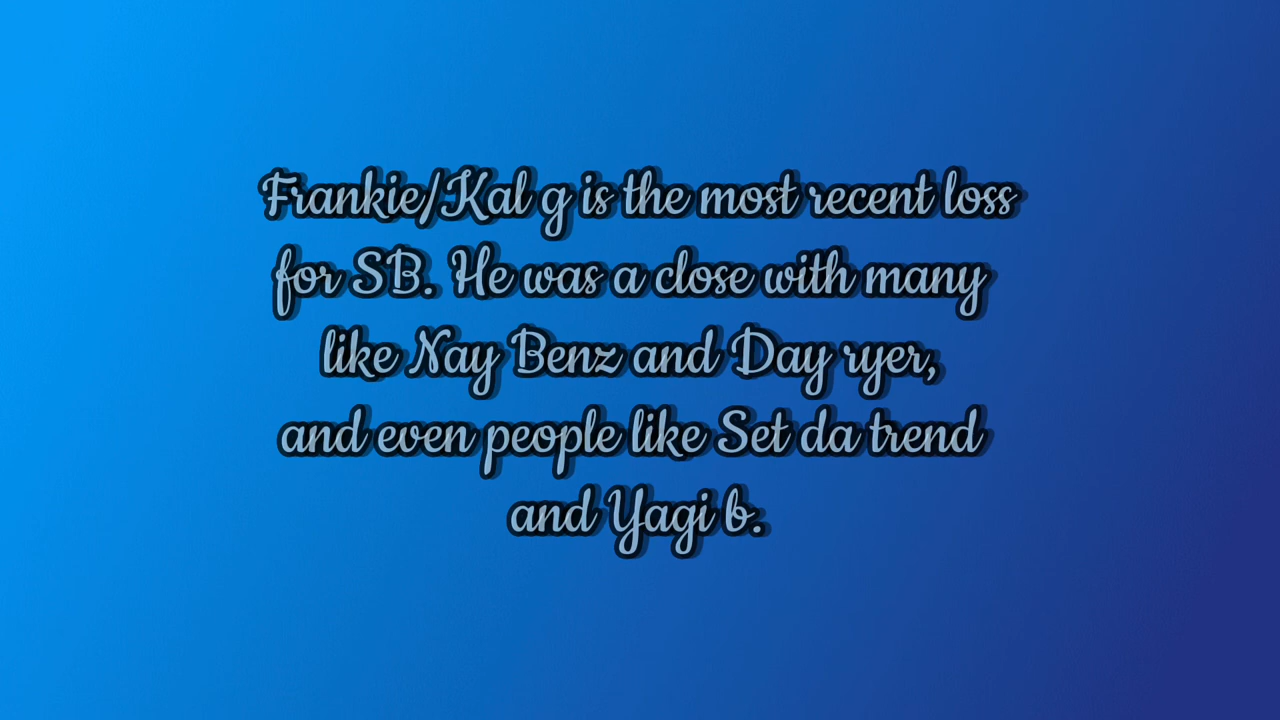 Frankie/Kal g is the most recent loss
for SB. He was a close with many
like Nay Benz and Day ryer,
and even people like Set da trend
and Yagi b.